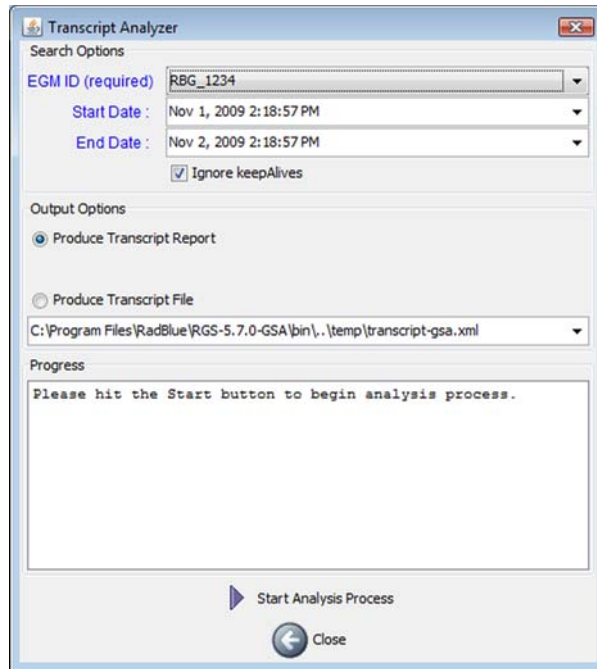 Transcript Analyzer
Search Options
EGM ID (required) RBG_1234
Start Date : Nov 1, 2009 2:18:57 PM
End Date : Nov 2, 2009 2:18:57 PM
Ignore keepAlives
Output Options
Produce Transcript Report
Produce Transcript File
C:\Program Files\RadBlue\RGS-5.7.0-GSA\bin\..\temp\transcript-gsa.xml
Progress
Please hit the Start button to begin analysis process.
Start Analysis Process
Close